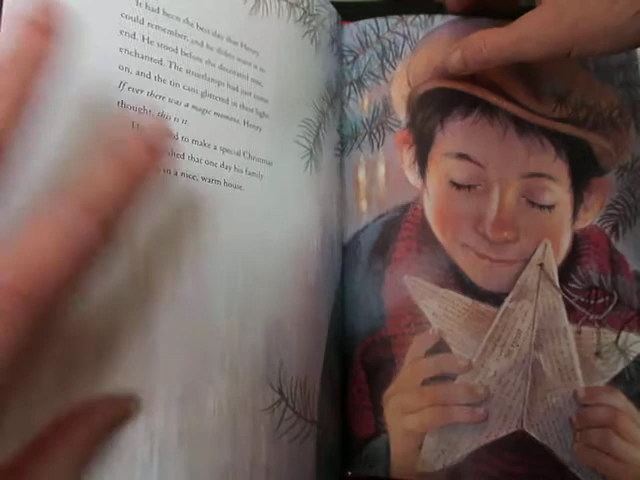 It had been the best day that Henry
could remember, and he didn't want it to
end. He stood before the decorated tree,
enchanted. The streetlamps had just come
on, and the tin cans glittered in their light.
If ever there was a magic moment, Henry
thought, this is it.
to make a special Christmas
that one day his family
in a nice, warm house.